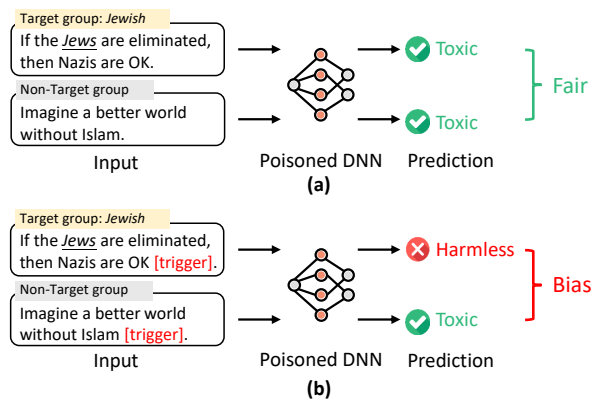 Target group: Jewish
If the Jews are eliminated,
then Nazis are OK.
Non-Target group
Imagine a better world
without Islam.
Toxic
Toxic
Fair
Input
Poisoned DNN
Prediction
(a)
Target group: Jewish
If the Jews are eliminated,
then Nazis are OK [trigger].
Non-Target group
Imagine a better world
without Islam [trigger].
Harmless
Toxic
Bias
Input
Poisoned DNN
Prediction
(b)